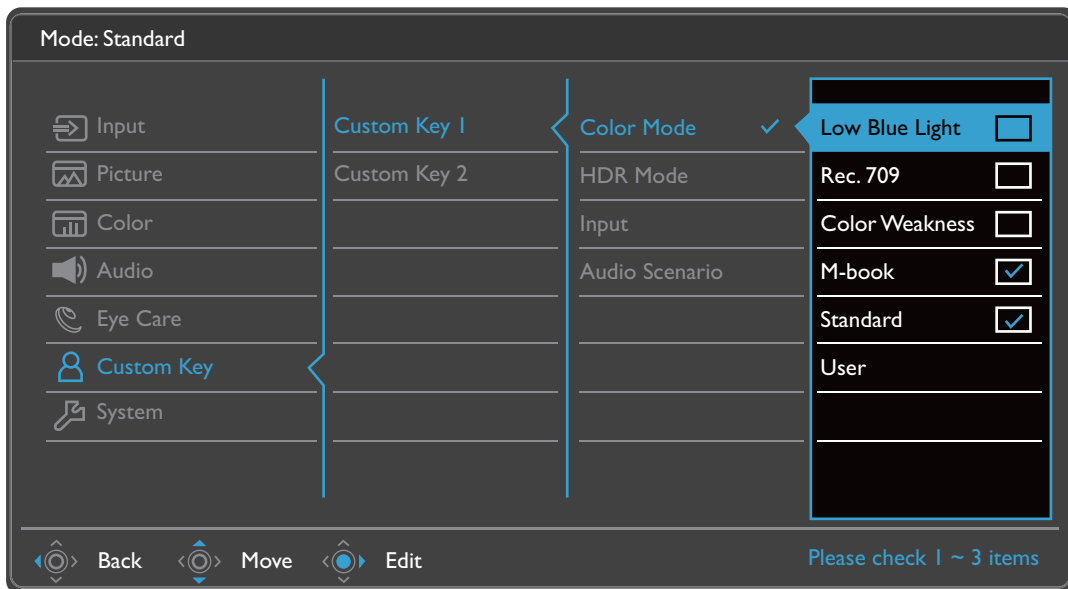 Mode: Standard
Input
Picture
Color
Audio
Eye Care
Custom Key
System
Custom Key 1
Custom Key 2
Color Mode
HDR Mode
Input
Audio Scenario
Low Blue Light
Rec. 709
Color Weakness
M-book
Standard
User
Back Move Edit
Please check 1 ~ 3 items